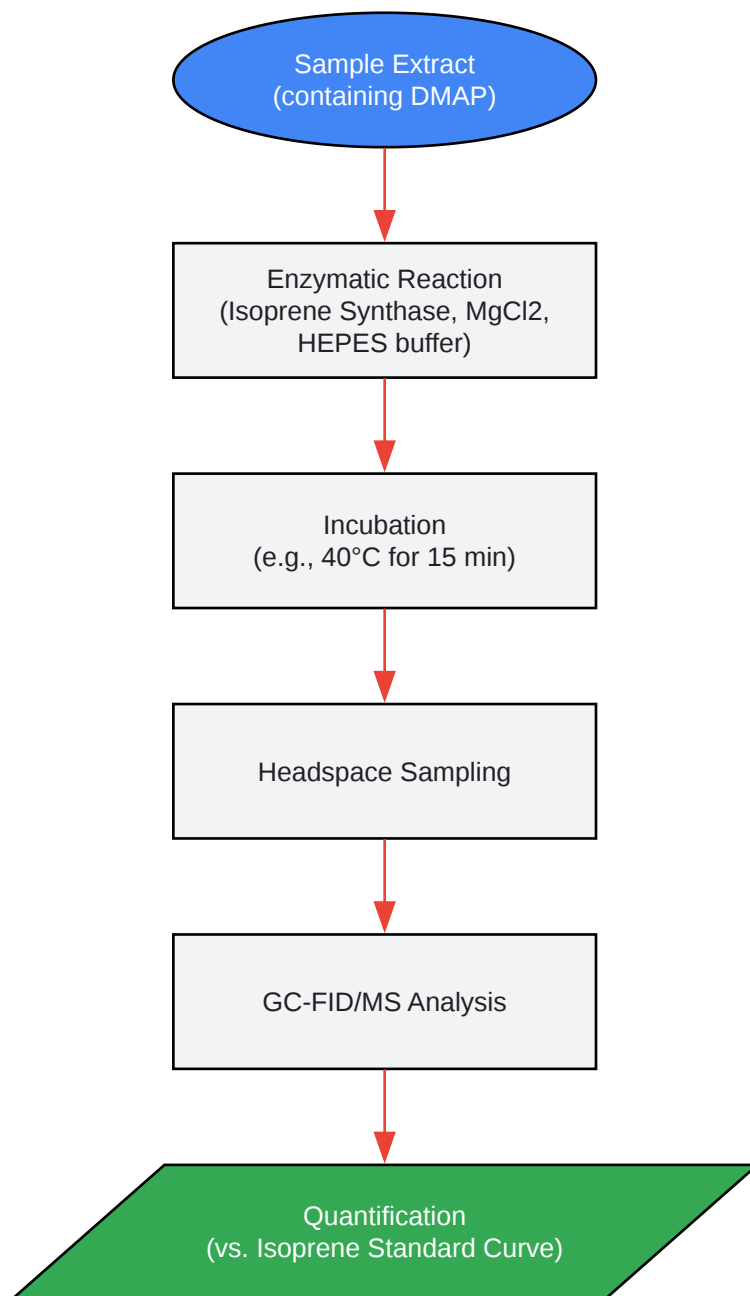 Sample Extract
(containing DMAP)
Enzymatic Reaction
(Isoprene Synthase, MgCl2,
HEPES buffer)
Incubation
(e.g., 40°C for 15 min)
Headspace Sampling
GC-FID/MS Analysis
Quantification
(vs. Isoprene Standard Curve)